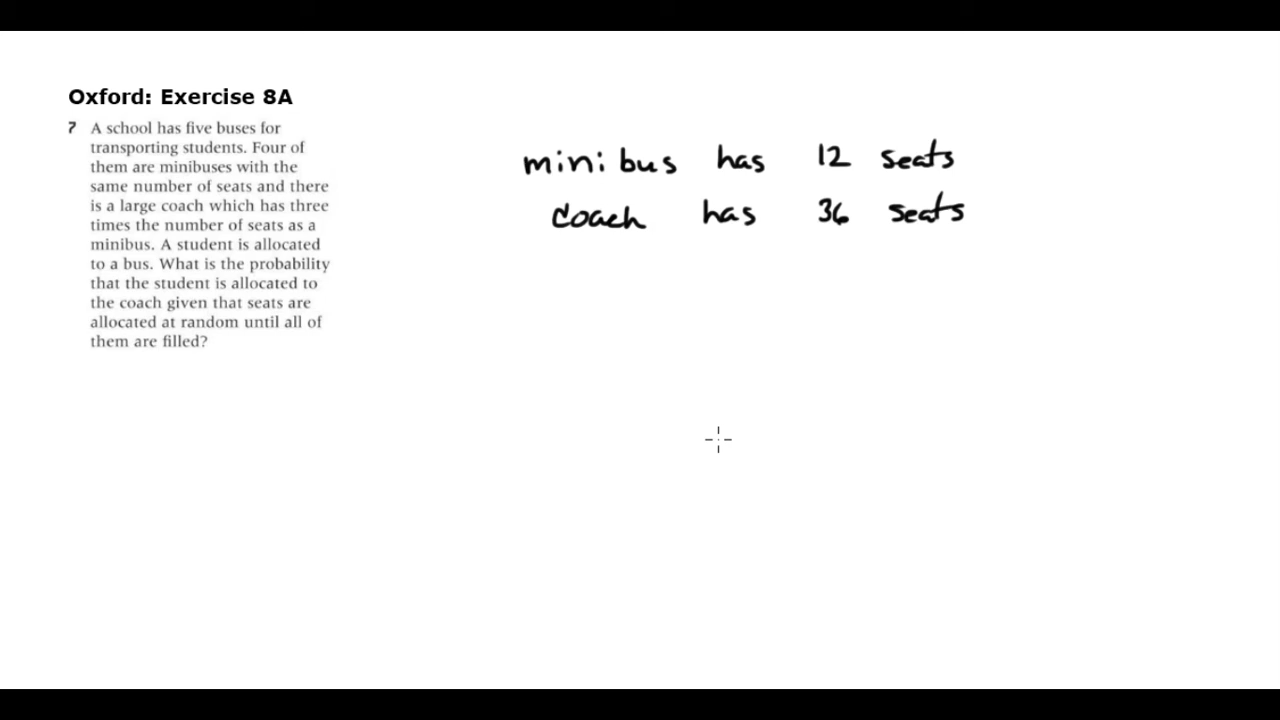 Oxford: Exercise 8A
7 A school has five buses for
transporting students. Four of
them are minibuses with the
same number of seats and there
is a large coach which has three
times the number of seats as a
minibus. A student is allocated
to a bus. What is the probability
that the student is allocated to
the coach given that seats are
allocated at random until all of
them are filled?
minibus has 12 seats
coach has 36 seats